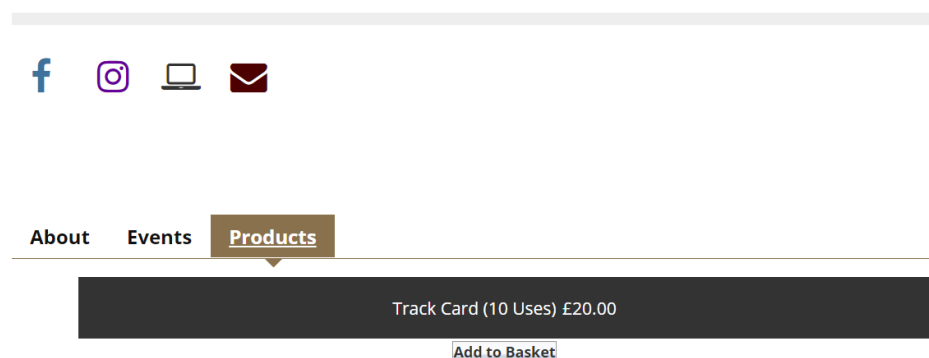 About Events Products
Track Card (10 Uses) £20.00
Add to Basket